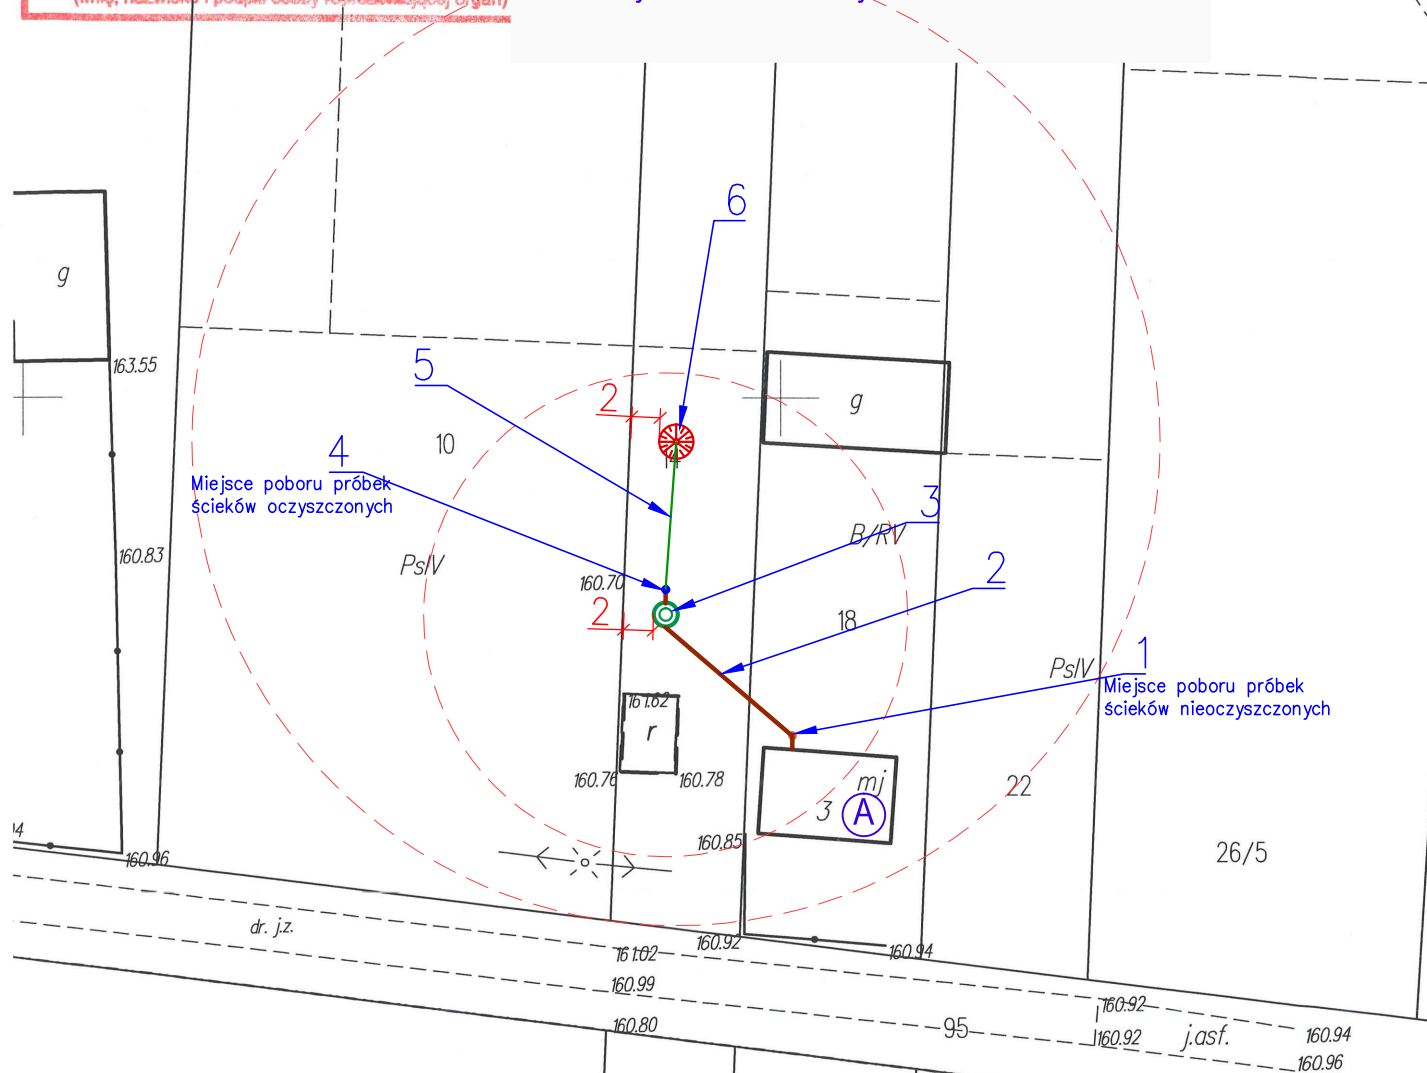 6
g
163.55
5
2
g
10
14
4
Miejsce poboru próbek
ścieków oczyszczonych
3
B/RV
160.83
PsIV
160.70
2
2
18
1
PsIV
Miejsce poboru próbek
ścieków nieoczyszczonych
161.62
r
160.76
160.78
mj
3
A
22
160.85
160.96
26/5
dr. j.z.
160.92
160.94
161.02
160.99
160.80
95
160.92
160.92
j.asf.
160.94
160.96